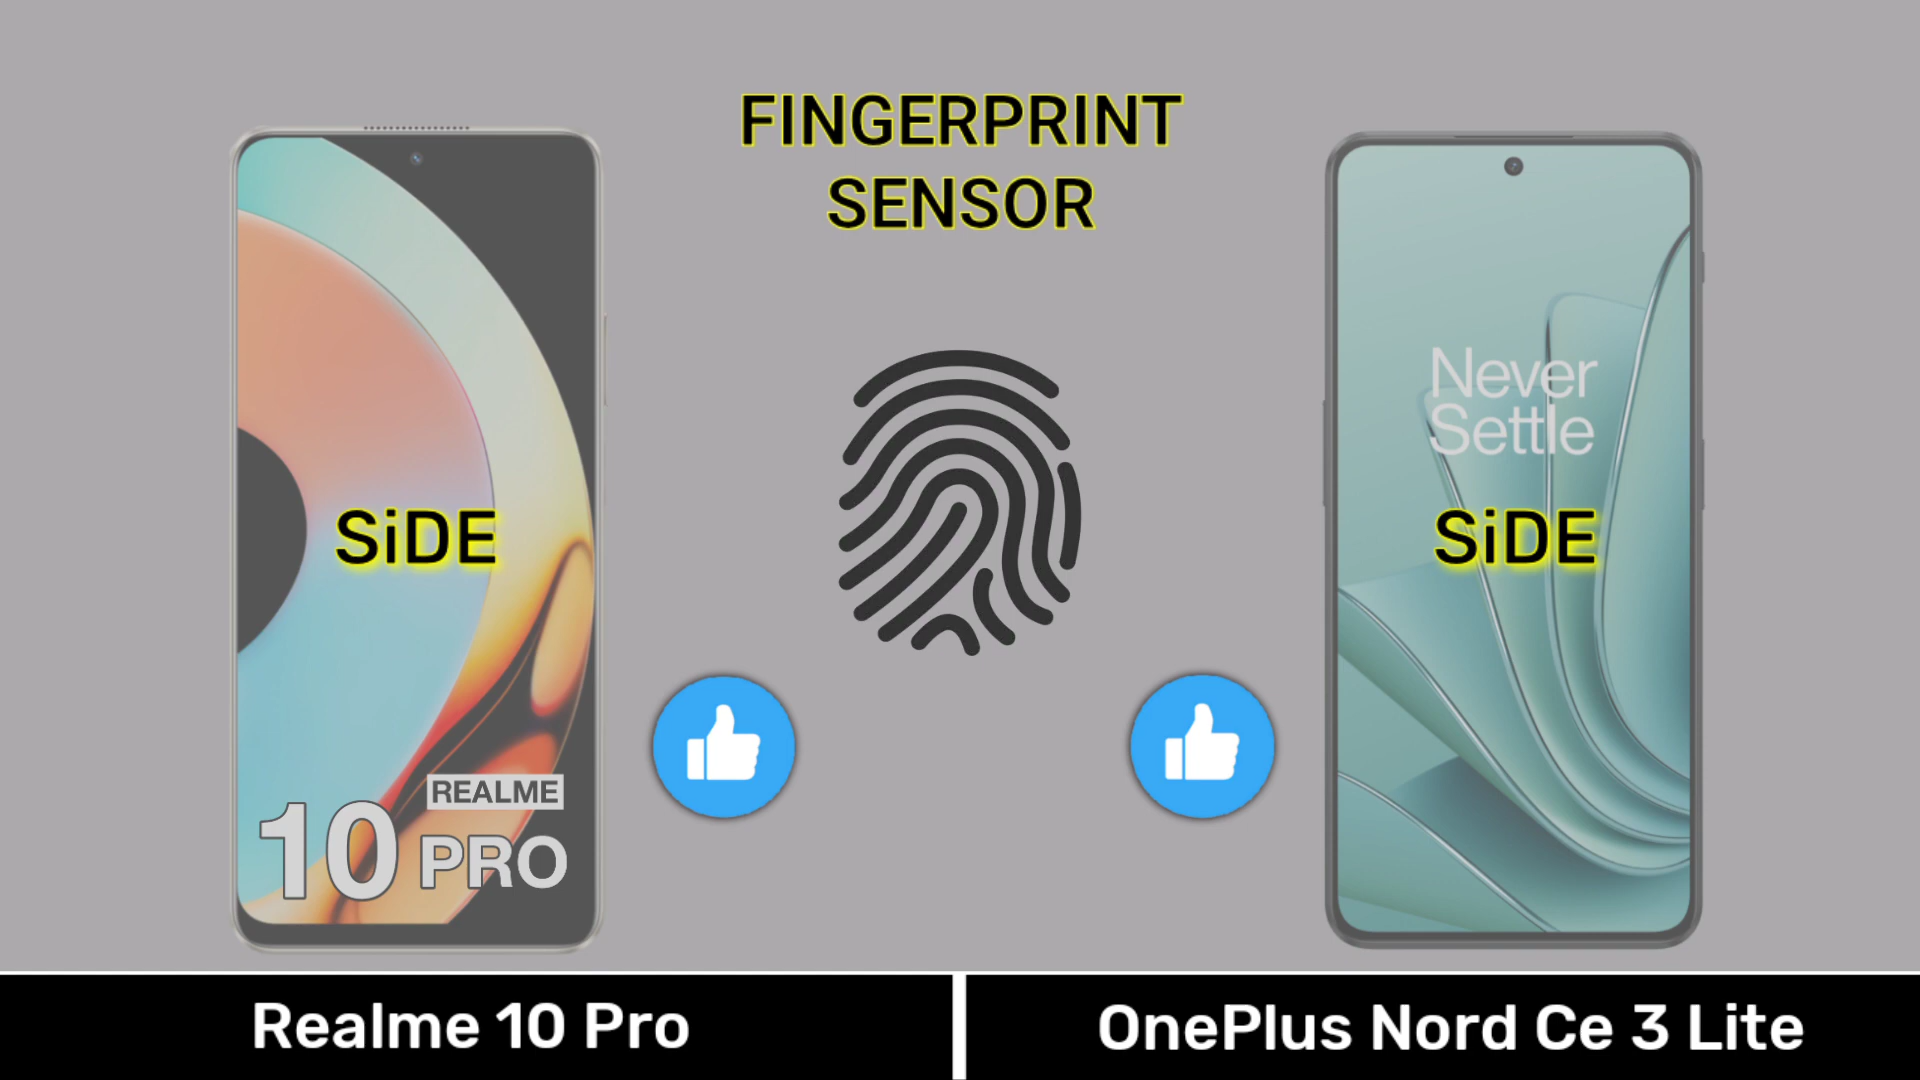 FINGERPRINT
SENSOR
SiDE
REALME
10 PRO
Never
Settle
SiDE
Realme 10 Pro
OnePlus Nord Ce 3 Lite